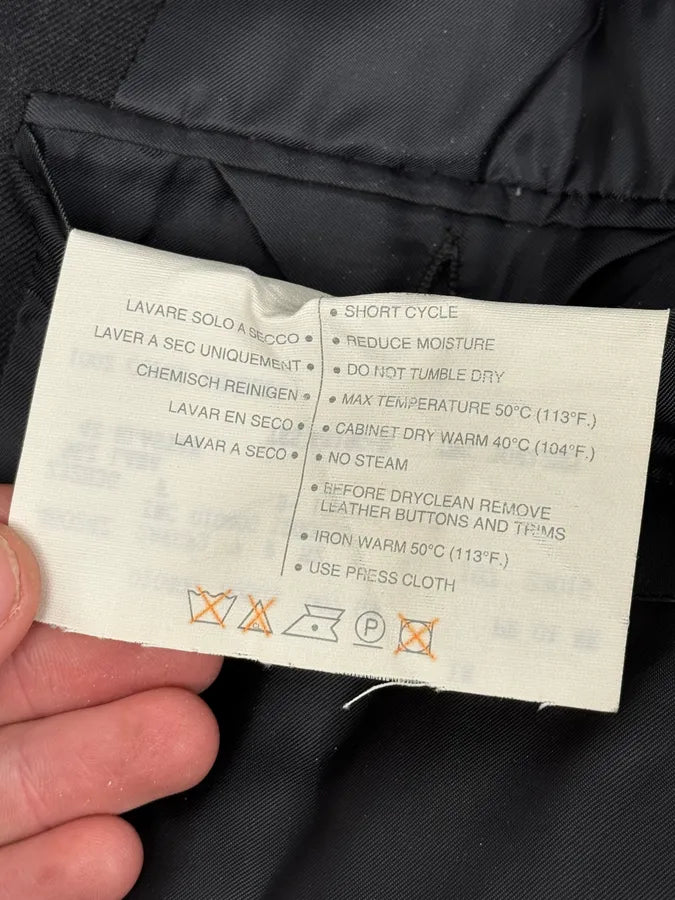 LAVARE SOLO A SECCO •
LAVER A SEC UNIQUEMENT •
CHEMISCH REINIGEN •
LAVAR EN SECO •
LAVAR A SECO •
• SHORT CYCLE
• REDUCE MOISTURE
• DO NOT TUMBLE DRY
• MAX TEMPERATURE 50°C (113°F.)
• CABINET DRY WARM 40°C (104°F.)
• NO STEAM
• BEFORE DRYCLEAN REMOVE
LEATHER BUTTONS AND TRIMS
• IRON WARM 50°C (113°F.)
• USE PRESS CLOTH
P